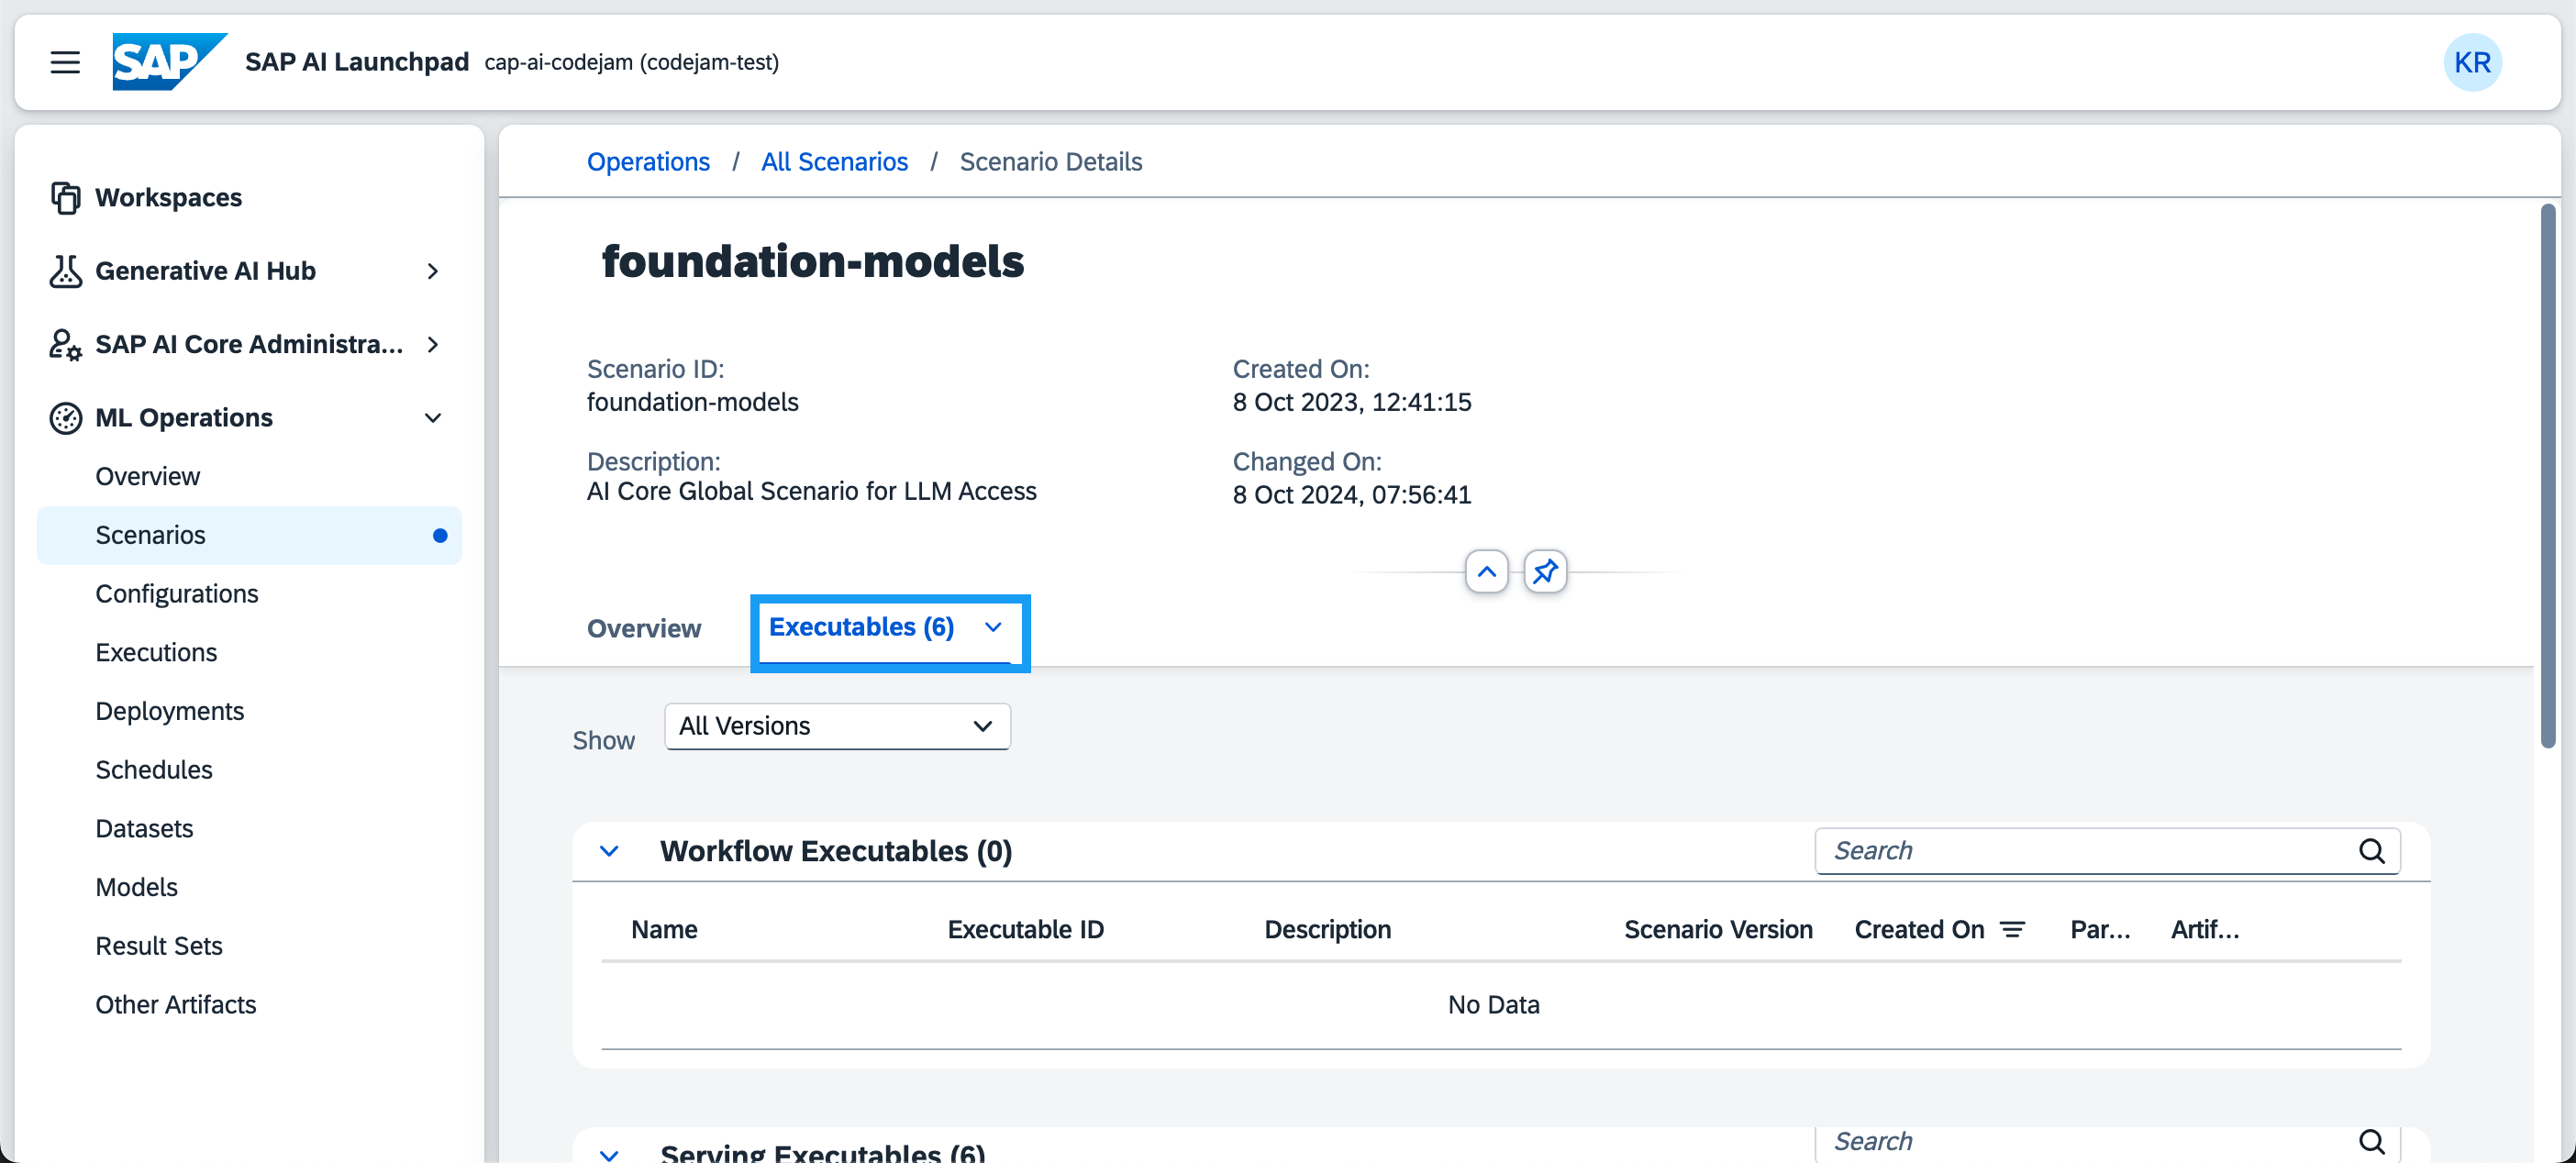 SAP SAP AI Launchpad cap-ai-codejam (codejam-test) KR
Workspaces
Generative AI Hub
SAP AI Core Administra...
ML Operations
Overview
Scenarios
Configurations
Executions
Deployments
Schedules
Datasets
Models
Result Sets
Other Artifacts
Operations / All Scenarios / Scenario Details
foundation-models
Scenario ID:
foundation-models
Description:
AI Core Global Scenario for LLM Access
Created On:
8 Oct 2023, 12:41:15
Changed On:
8 Oct 2024, 07:56:41
Overview Executables (6)
Show All Versions
Workflow Executables (0) Search
Name Executable ID Description Scenario Version Created On Par... Artif...
No Data
Serving Executables (6) Search